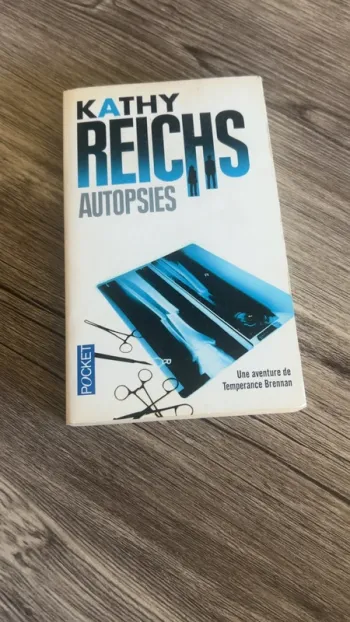 KATHY
REICHS
AUTOPSIES
POCKET
R
Une aventure de
Temperance Brennan